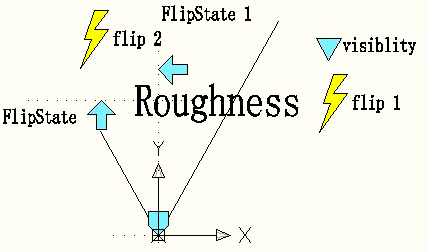 FlipState 1
flip 2
visiblity
Roughness
flip 1
FlipState
Y
X